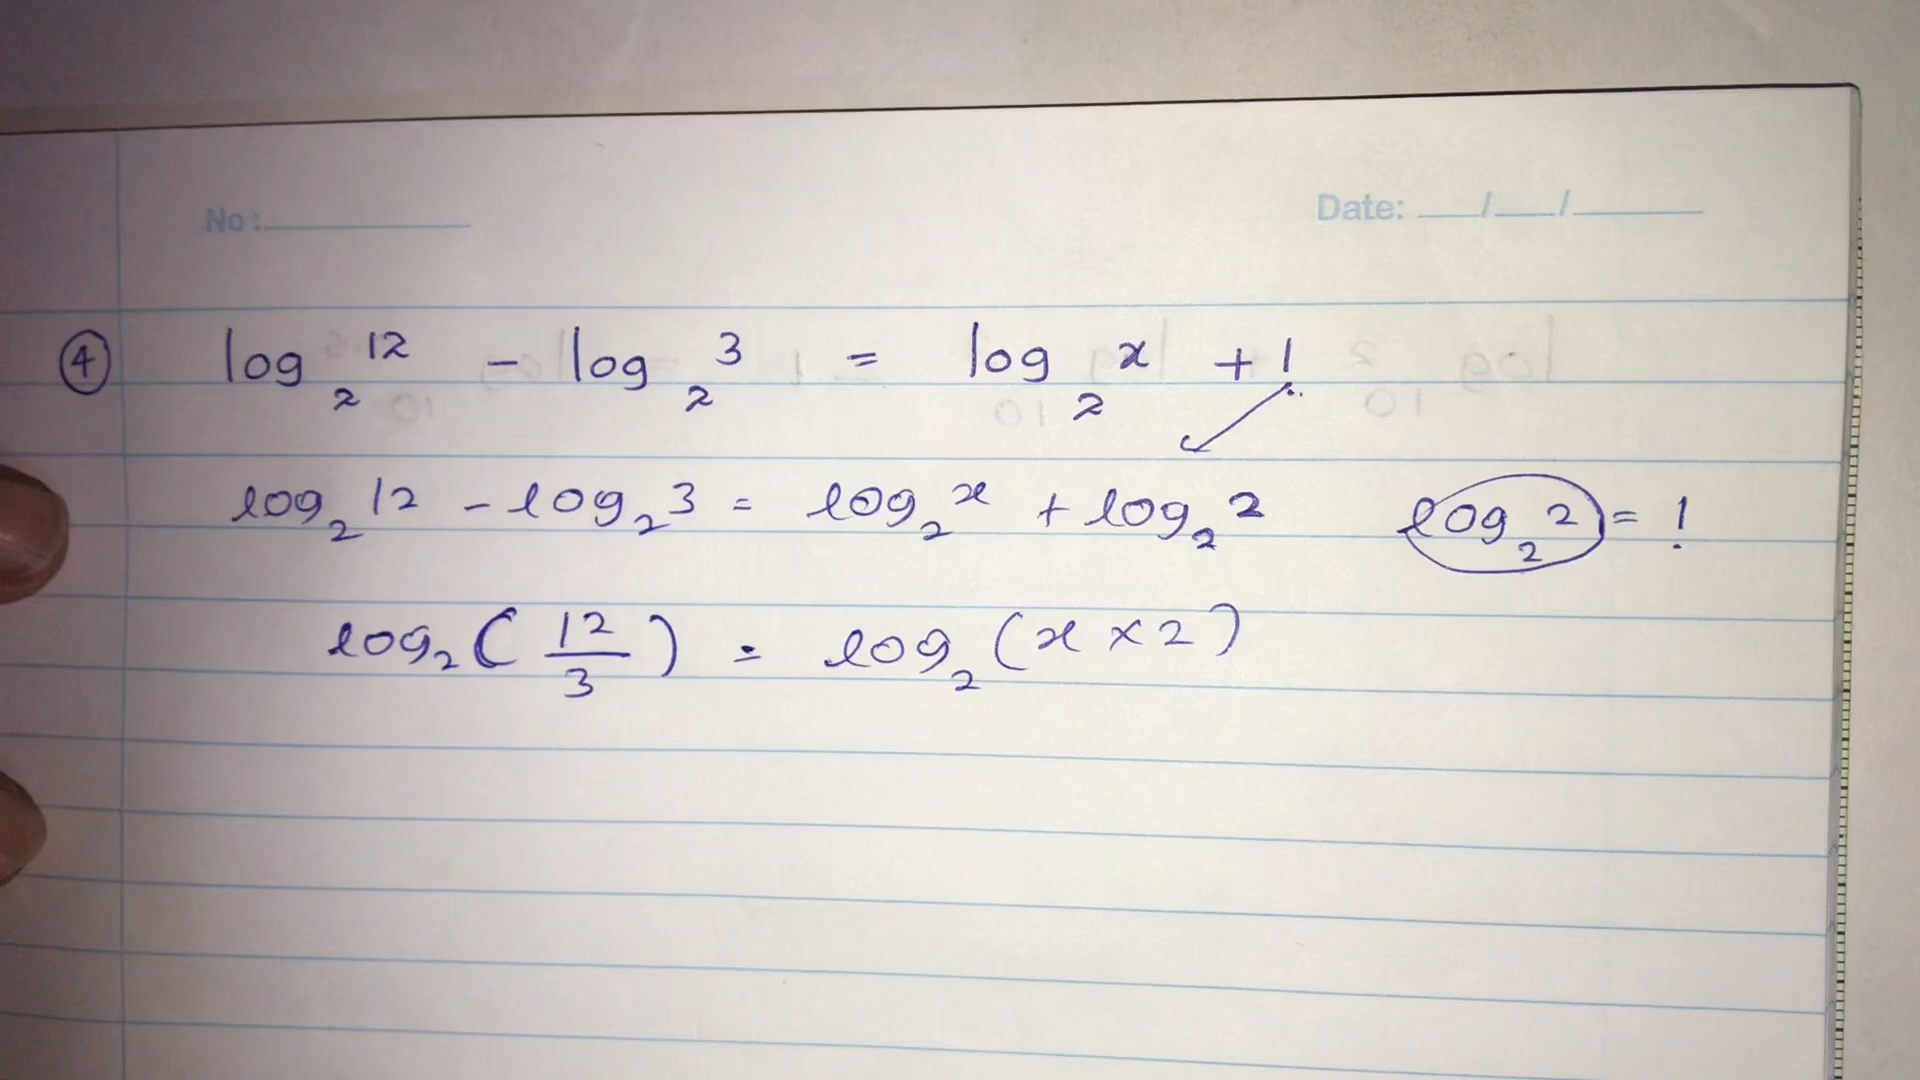 No : Date: / /
④ log₂ 12 - log₂ 3 = log₂ x + 1
log₂ 12 - log₂ 3 = log₂ x + log₂ 2 log₂ 2 = 1
log₂ ( 12/3 ) = log₂ ( x × 2 )